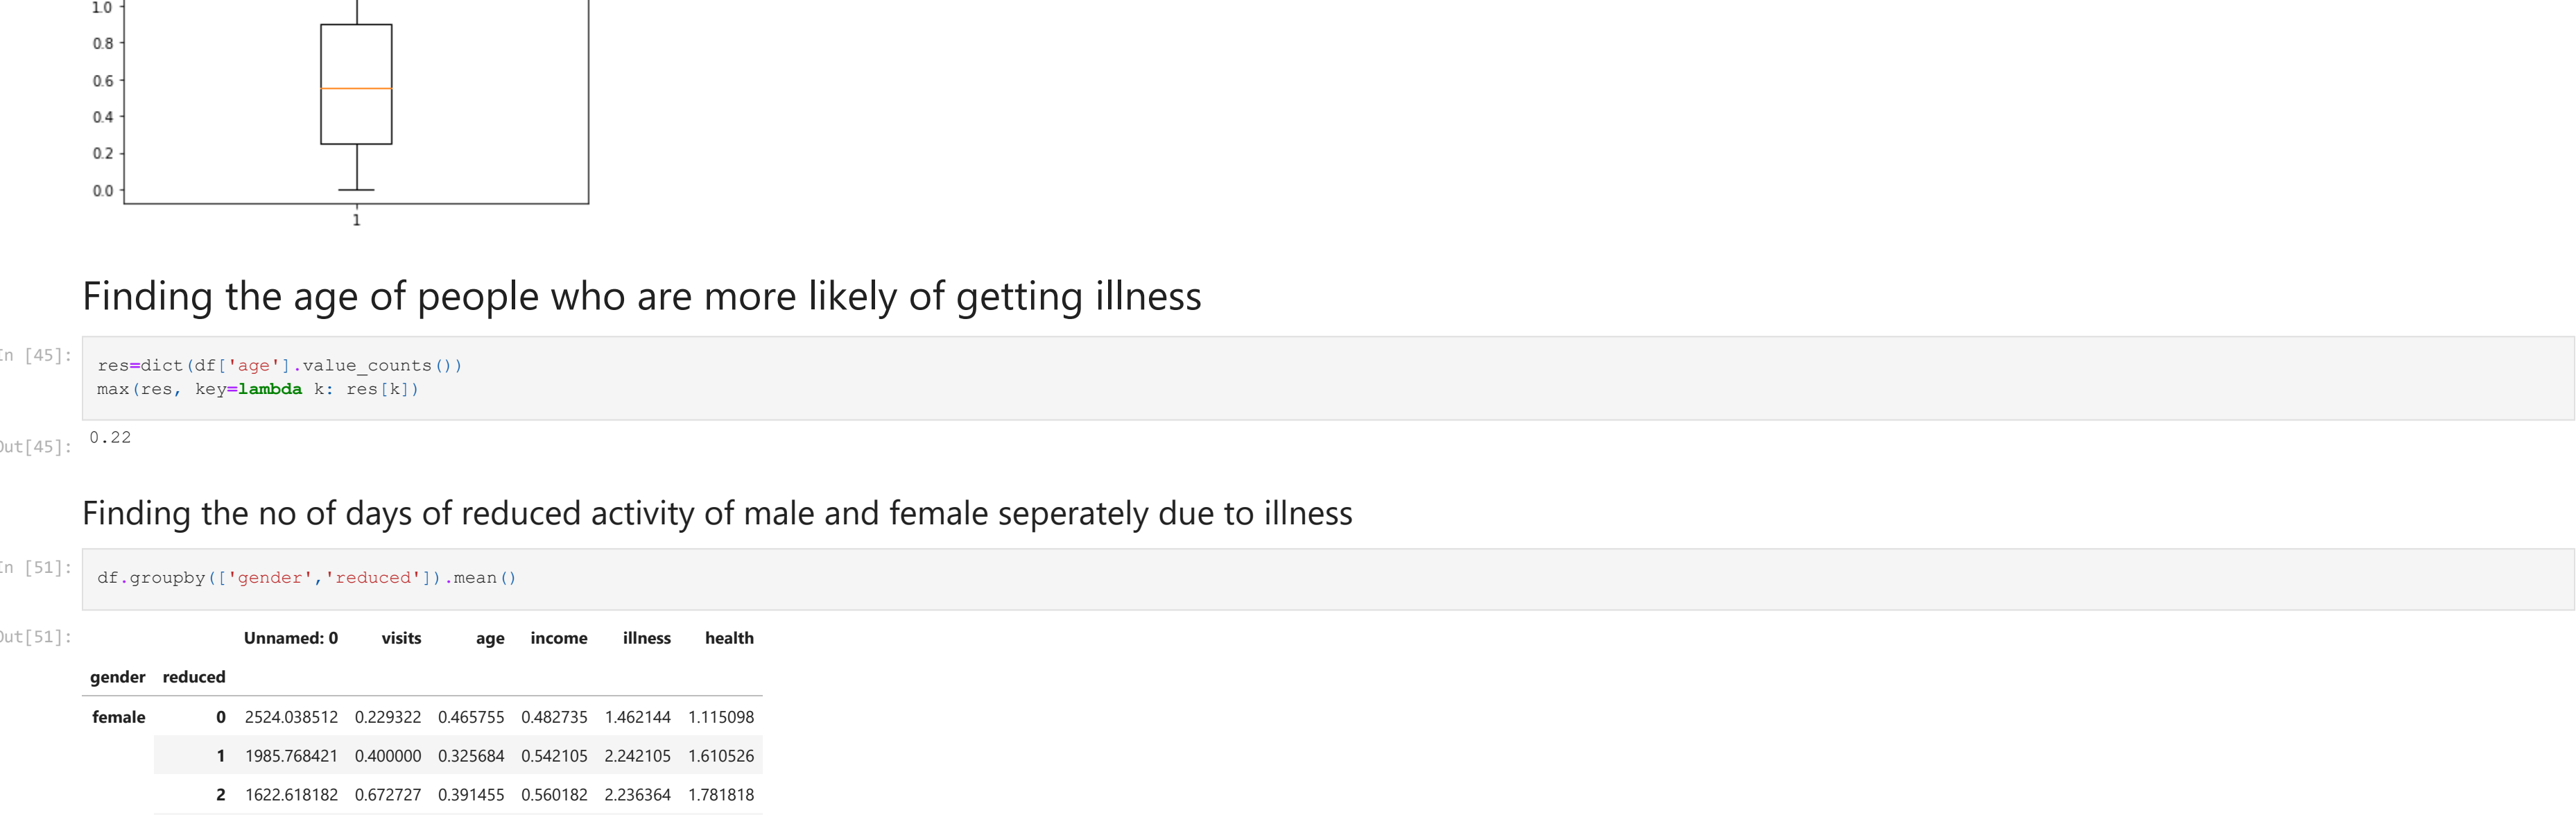 1.0
0.8
0.6
0.4
0.2
0.0
1
Finding the age of people who are more likely of getting illness
In [45]:
res=dict(df['age'].value_counts())
max(res, key=lambda k: res[k])
Out[45]:
0.22
Finding the no of days of reduced activity of male and female seperately due to illness
In [51]:
df.groupby(['gender','reduced']).mean()
Out[51]:
Unnamed: 0 visits age income illness health
gender reduced
female 0 2524.038512 0.229322 0.465755 0.482735 1.462144 1.115098
1 1985.768421 0.400000 0.325684 0.542105 2.242105 1.610526
2 1622.618182 0.672727 0.391455 0.560182 2.236364 1.781818